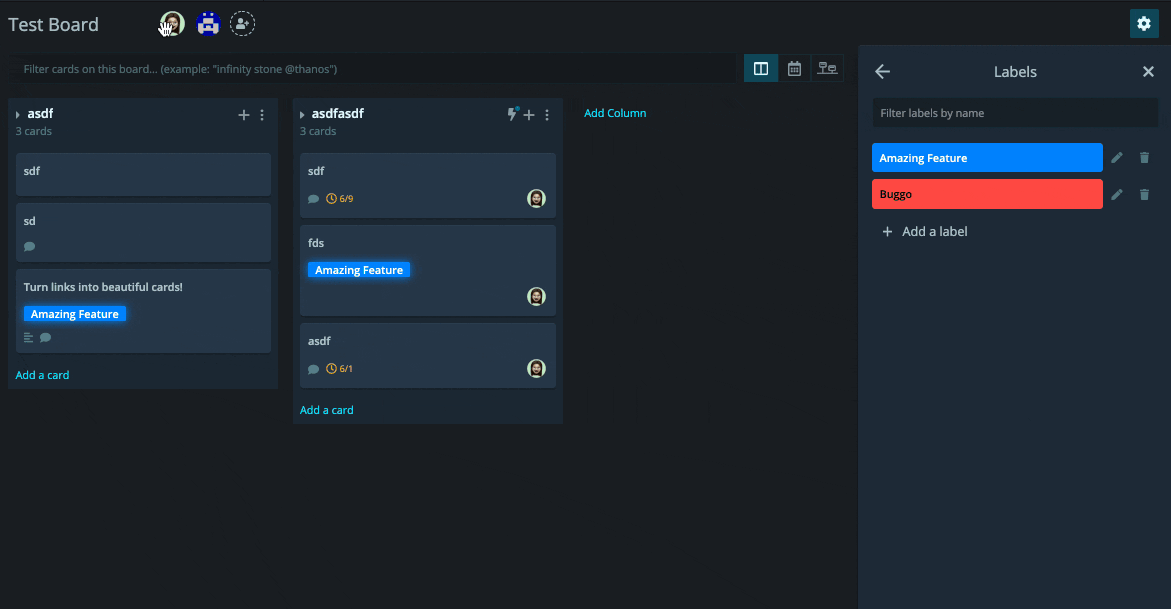 Test Board
Filter cards on this board... (example: "infinity stone @thanos")
asdf
3 cards
sdf
sd
Turn links into beautiful cards!
Amazing Feature
Add a card
asdfasdf
3 cards
sdf
6/9
fds
Amazing Feature
asdf
6/1
Add a card
Add Column
Labels
Filter labels by name
Amazing Feature
Buggo
Add a label